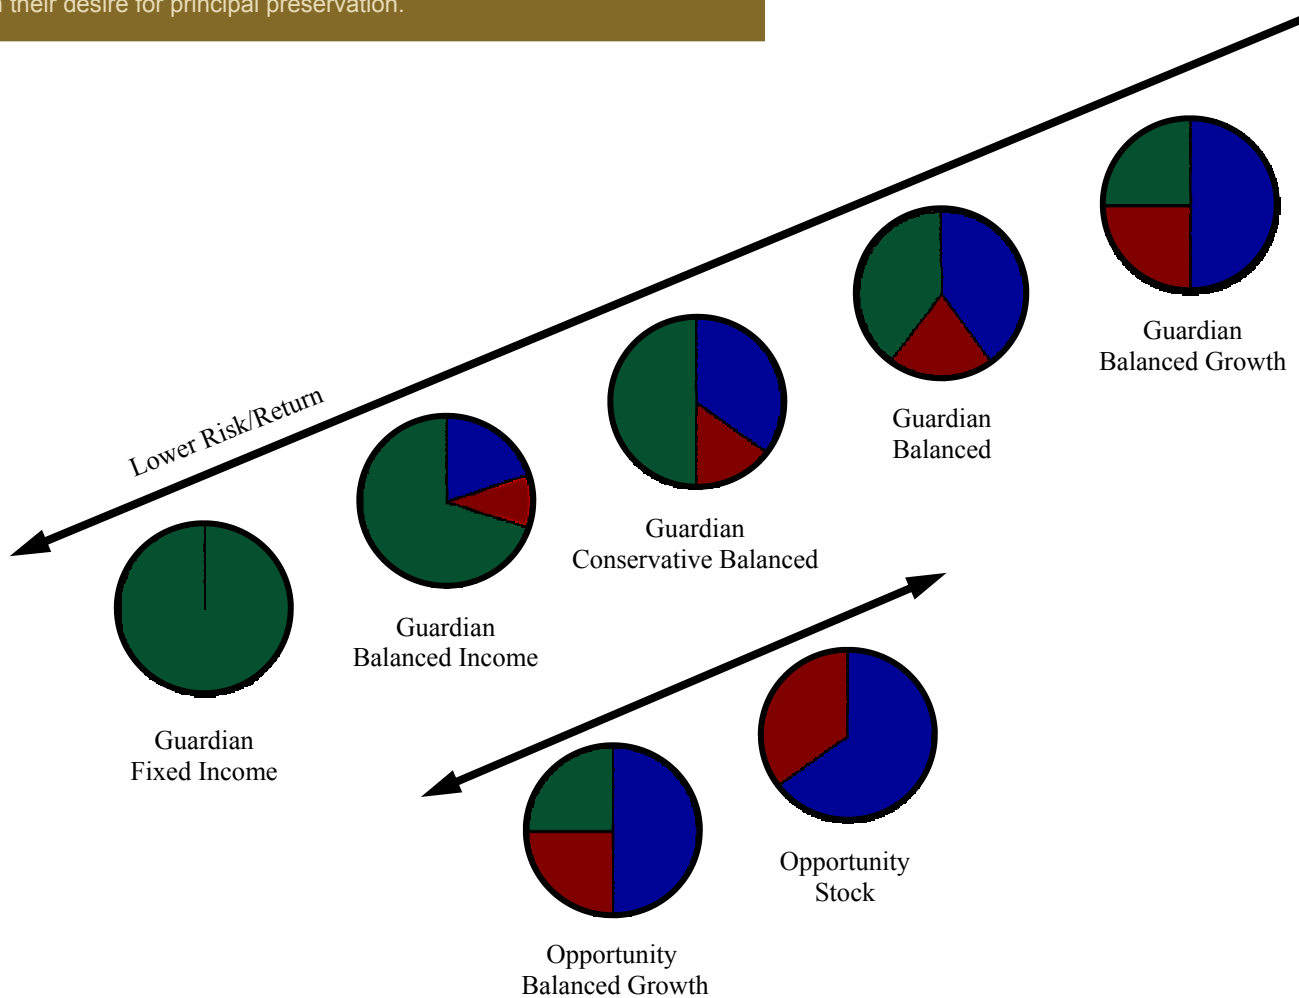 their desire for principal preservation.
Lower Risk/Return
Guardian
Balanced Growth
Guardian
Balanced
Guardian
Conservative Balanced
Guardian
Balanced Income
Guardian
Fixed Income
Opportunity
Stock
Opportunity
Balanced Growth